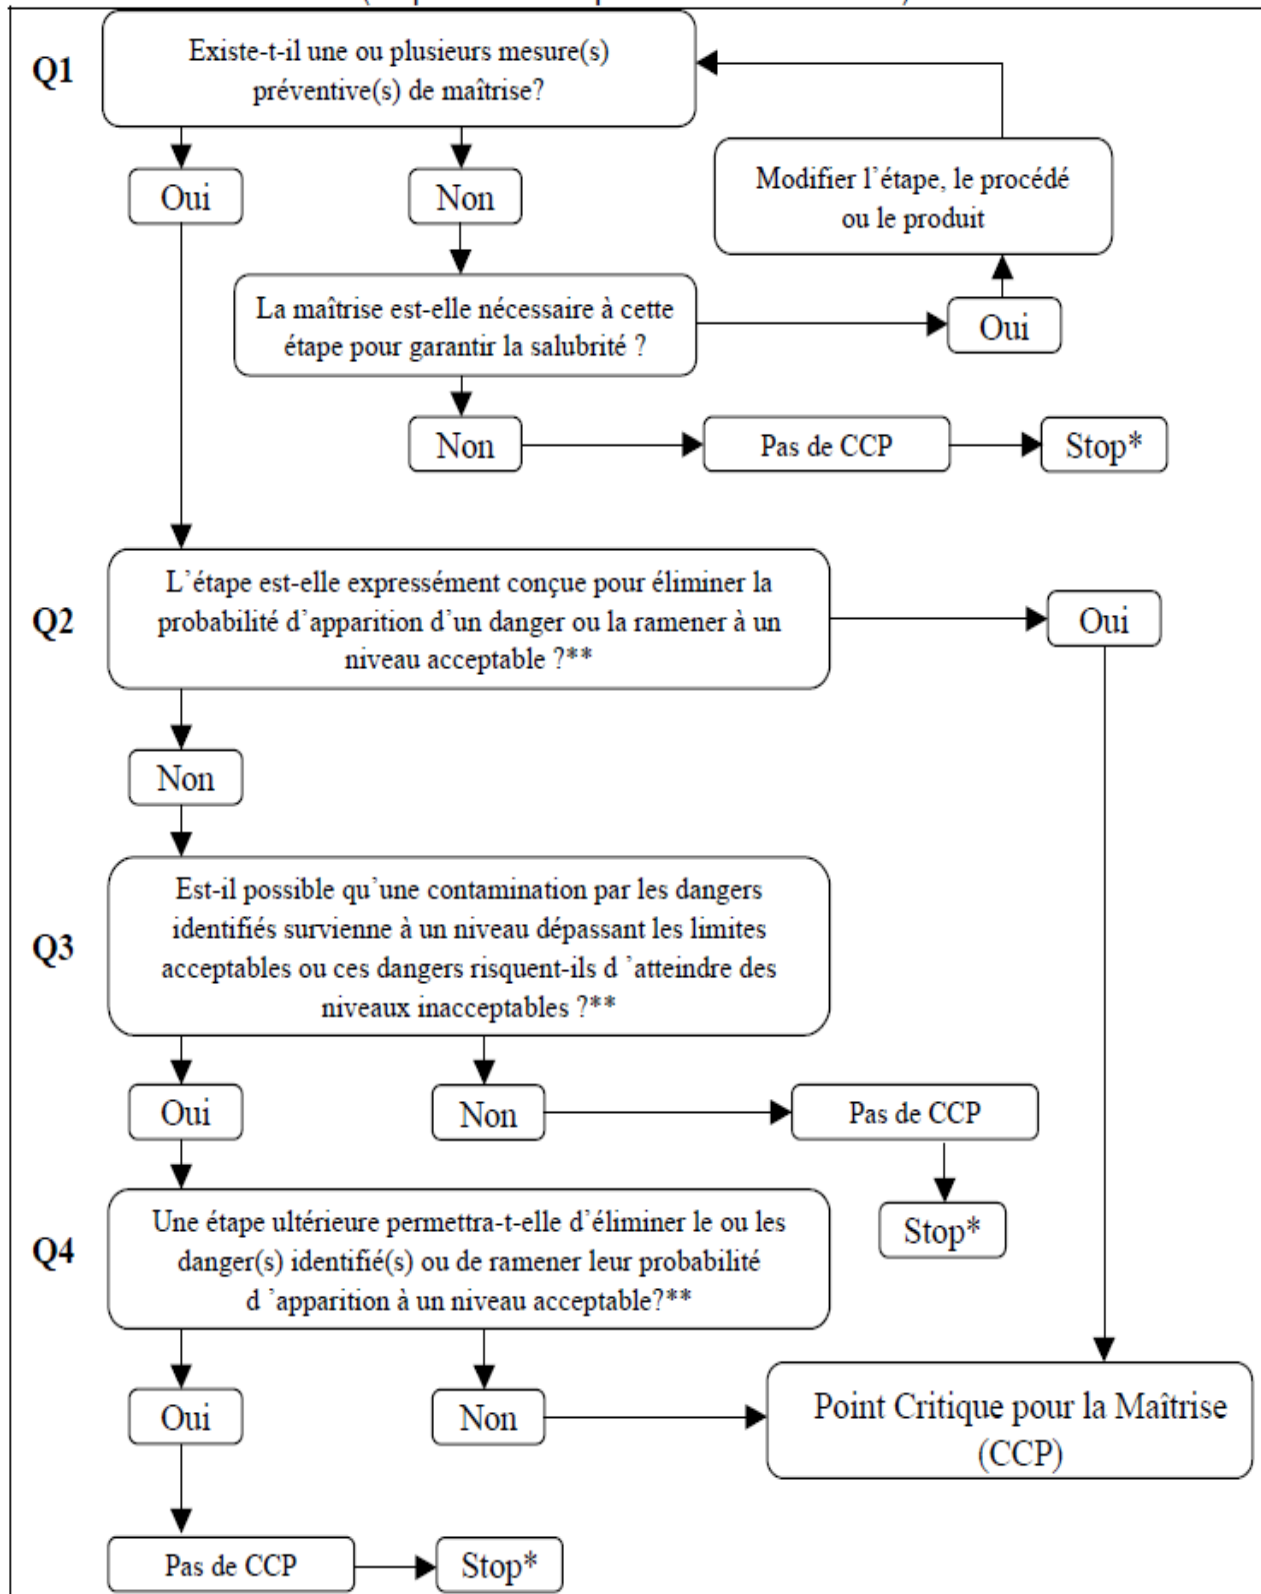 Q1
Existe-t-il une ou plusieurs mesure(s)
préventive(s) de maîtrise?
Oui
Non
Modifier l'étape, le procédé
ou le produit
La maîtrise est-elle nécessaire à cette
étape pour garantir la salubrité ?
Oui
Non
Pas de CCP
Stop*
Q2
L'étape est-elle expressément conçue pour éliminer la
probabilité d'apparition d'un danger ou la ramener à un
niveau acceptable ?**
Oui
Non
Q3
Est-il possible qu'une contamination par les dangers
identifiés survienne à un niveau dépassant les limites
acceptables ou ces dangers risquent-ils d 'atteindre des
niveaux inacceptables ?**
Oui
Non
Pas de CCP
Stop*
Q4
Une étape ultérieure permettra-t-elle d'éliminer le ou les
danger(s) identifié(s) ou de ramener leur probabilité
d 'apparition à un niveau acceptable?**
Oui
Non
Point Critique pour la Maîtrise
(CCP)
Pas de CCP
Stop*